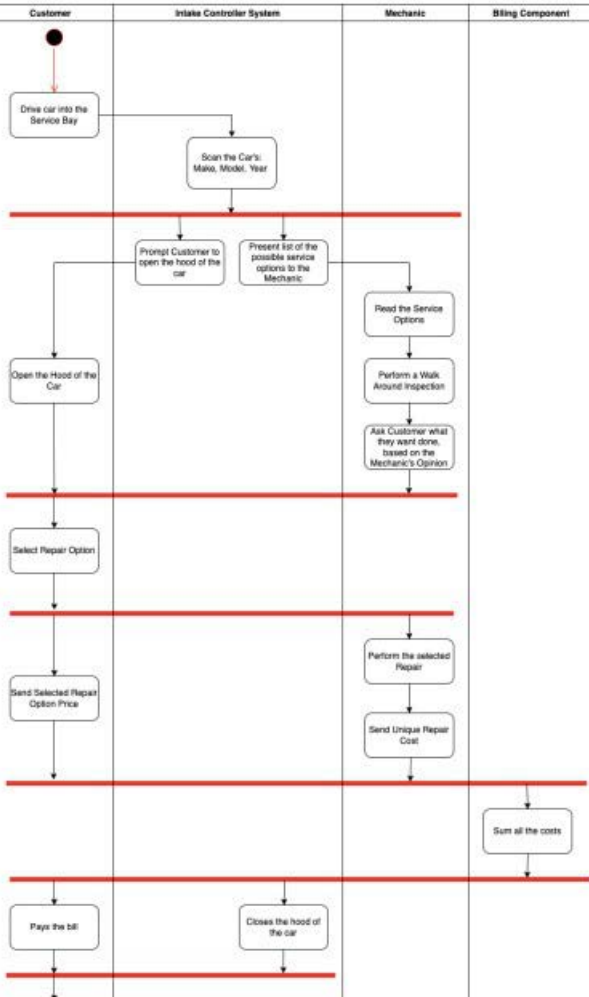 Customer
Intake Controller System
Mechanic
Billing Component
Drive car into the
Service Bay
Scan the Car's:
Make, Model, Year
Prompt Customer to
open the hood of the
car
Present list of the
possible service
options to the
Mechanic
Read the Service
Options
Open the Hood of the
Car
Perform a Walk
Around Inspection
Ask Customer what
they want done,
based on the
Mechanic's Opinion
Select Repair Option
Perform the selected
Repair
Send Selected Repair
Option Price
Send Unique Repair
Cost
Sum all the costs
Pays the bill
Closes the hood of
the car